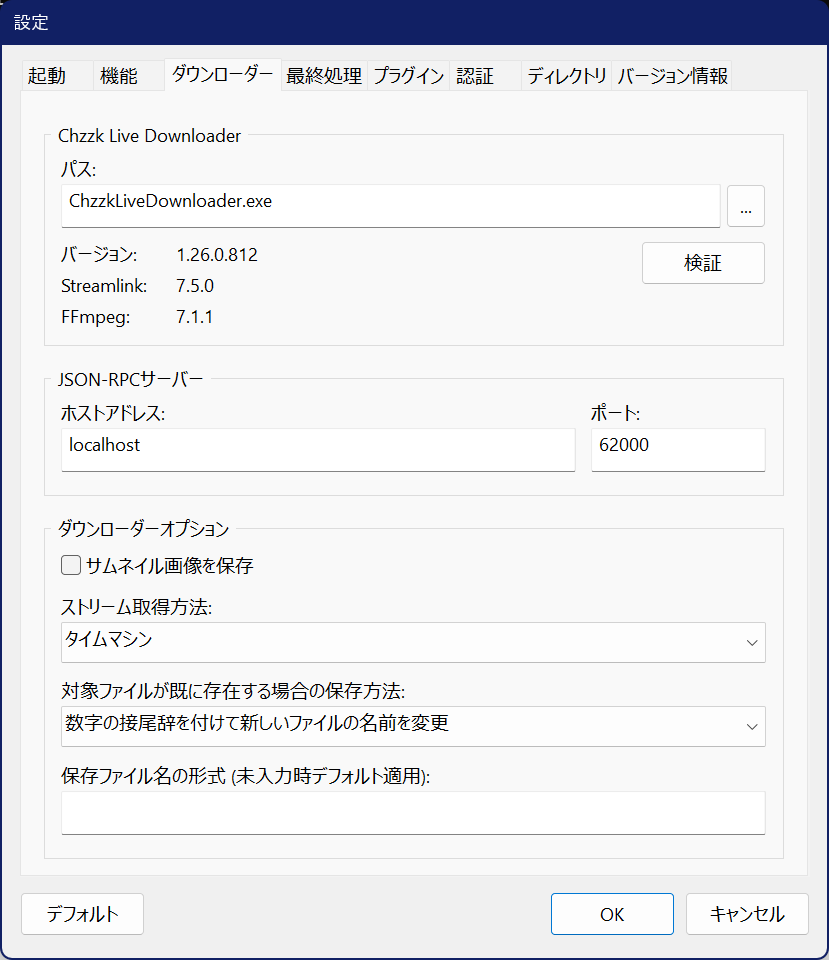 設定
起動 機能 ダウンローダー 最終処理 プラグイン 認証 ディレクトリ バージョン情報
Chzzk Live Downloader
パス:
ChzzkLiveDownloader.exe ...
バージョン: 1.26.0.812 検証
Streamlink: 7.5.0
FFmpeg: 7.1.1
JSON-RPCサーバー
ホストアドレス: ポート:
localhost 62000
ダウンローダーオプション
サムネイル画像を保存
ストリーム取得方法:
タイムマシン
対象ファイルが既に存在する場合の保存方法:
数字の接尾辞を付けて新しいファイルの名前を変更
保存ファイル名の形式 (未入力時デフォルト適用):
デフォルト OK キャンセル